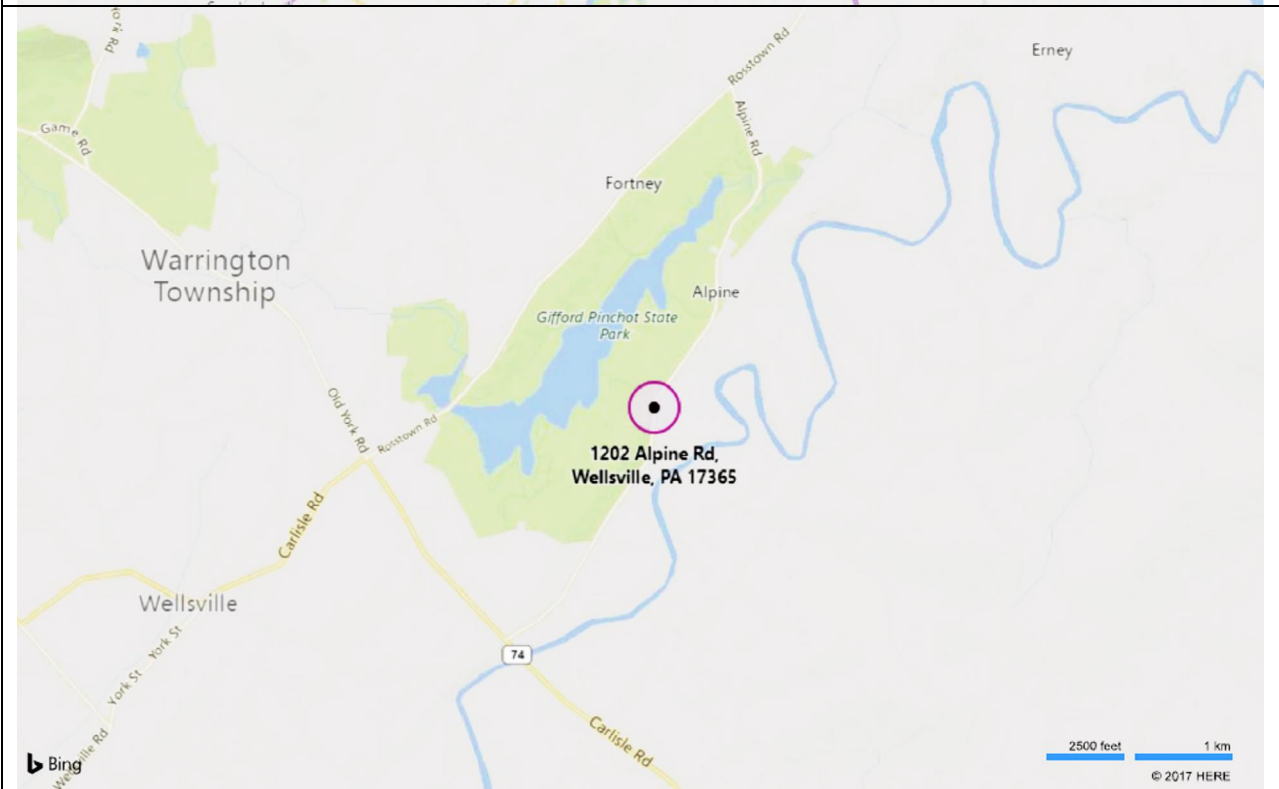 York Rd
Rosstown Rd
Erney
Game Rd
Alpine Rd
Fortney
Warrington
Township
Alpine
Gifford Pinchot State
Park
Old York Rd
Rosstown Rd
1202 Alpine Rd,
Wellsville, PA 17365
Carlisle Rd
Wellsville
York St
74
York St
Carlisle Rd
Wellsville Rd
2500 feet
1 km
Bing
© 2017 HERE